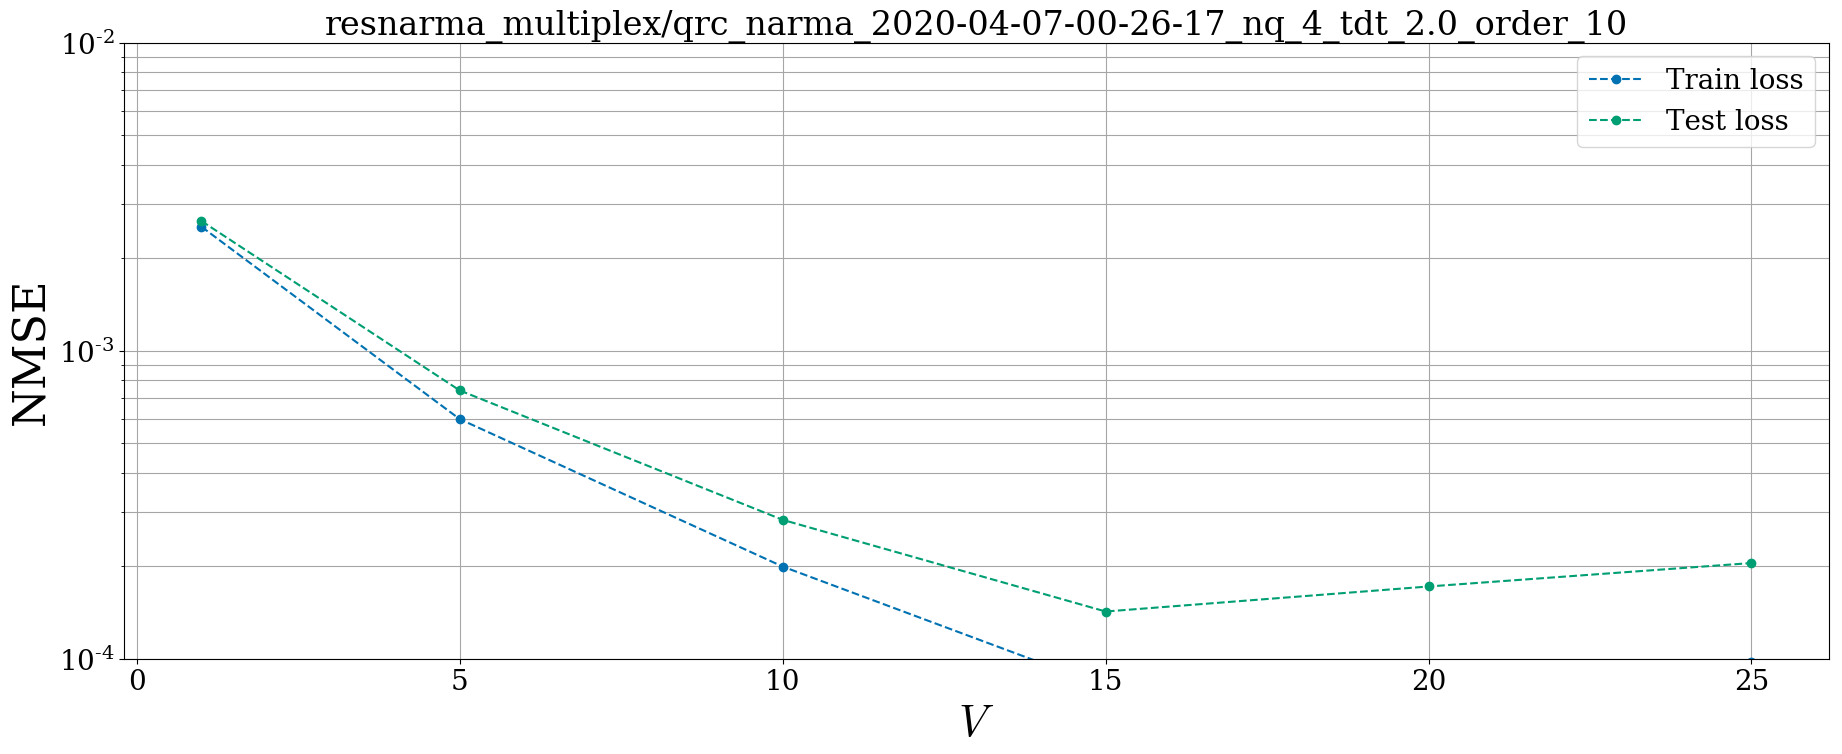 resnarma_multiplex/qrc_narma_2020-04-07-00-26-17_nq_4_tdt_2.0_order_10
10⁻²
Train loss
Test loss
NMSE
10⁻³
10⁻⁴
0 5 10 15 20 25
V